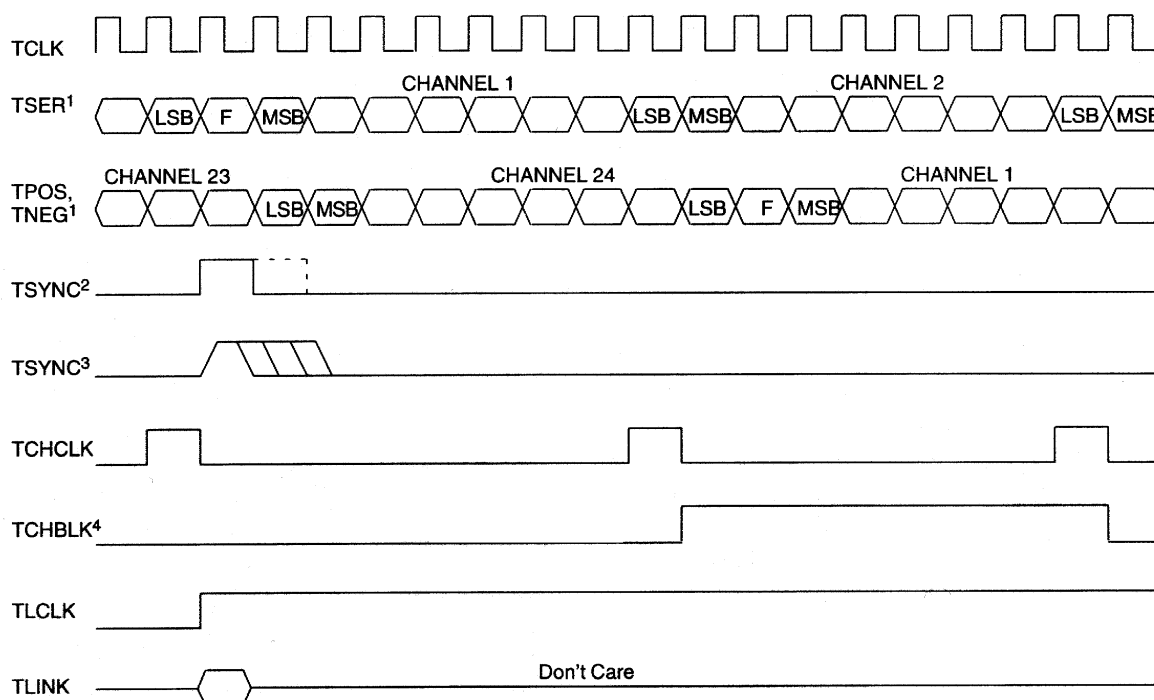 TCLK
CHANNEL 1 CHANNEL 2
TSER¹ LSB F MSB LSB MSB LSB MSB
CHANNEL 23 CHANNEL 24 CHANNEL 1
TPOS,
TNEG¹ LSB MSB LSB F MSB
TSYNC²
TSYNC³
TCHCLK
TCHBLK⁴
TLCLK
Don't Care
TLINK